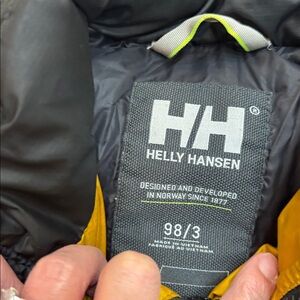 HH®
HELLY HANSEN
DESIGNED AND DEVELOPED
IN NORWAY SINCE 1877
98/3
MADE IN VIETNAM
FABRIQUÉ AU VIETNAM